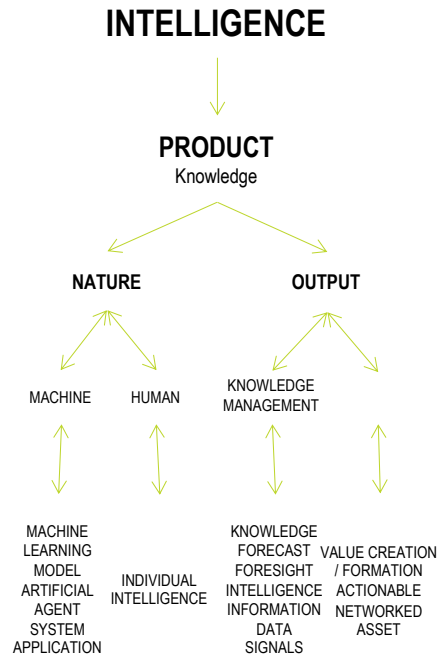 INTELLIGENCE
PRODUCT
Knowledge
NATURE
OUTPUT
MACHINE
HUMAN
KNOWLEDGE
MANAGEMENT
MACHINE
LEARNING
MODEL
ARTIFICIAL
AGENT
SYSTEM
APPLICATION
INDIVIDUAL
INTELLIGENCE
KNOWLEDGE
FORECAST
FORESIGHT
INTELLIGENCE
INFORMATION
DATA
SIGNALS
VALUE CREATION
/ FORMATION
ACTIONABLE
NETWORKED
ASSET